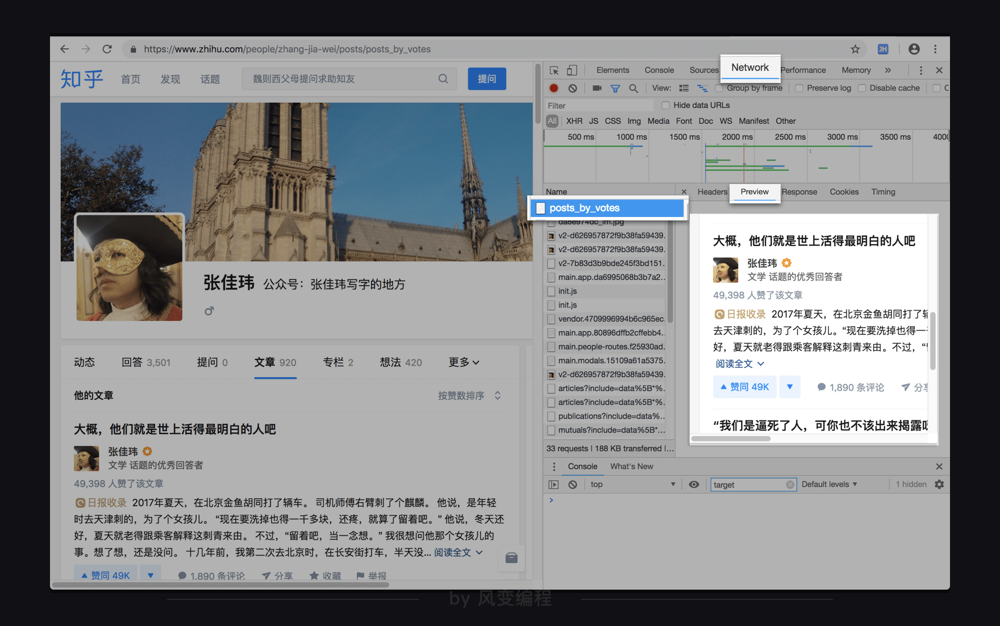 https://www.zhihu.com/people/zhang-jia-wei/posts/posts_by_votes
JH
知乎 首页 发现 话题 魏则西父母提问求助知友 提问
张佳玮 公众号：张佳玮写字的地方
动态 回答 3,501 提问 0 文章 920 专栏 2 想法 420 更多
他的文章 按赞数排序
大概，他们就是世上活得最明白的人吧
张佳玮
文学 话题的优秀回答者
49,398 人赞了该文章
日报收录 2017年夏天，在北京金鱼胡同打了辆车。 司机师傅右臂刺了个麒麟。 他说，是年轻
时去天津刺的，为了个女孩儿。 “现在要洗掉也得一千多块，还疼，就算了留着吧。” 他说，冬天还
好，夏天就老得跟乘客解释这刺青来由。 不过，“留着吧，当一念想。” 我很想问他那个女孩儿的
事。想了想，还是没问。 十几年前，我第二次去北京时，在长安街打车，半天没... 阅读全文
赞同 49K 1,890 条评论 分享 收藏 举报
Elements Console Sources Network Performance Memory »
View: Group by frame Preserve log Disable cache
Filter Hide data URLs
All XHR JS CSS Img Media Font Doc WS Manifest Other
500 ms 1000 ms 1500 ms 2000 ms 2500 ms 3000 ms 3500 ms 400
Name
× Headers Preview Response Cookies Timing
posts_by_votes
da8e974dc_im.jpg
v2-d626957872f9b38fa59439.
v2-d626957872f9b38fa59439.
v2-7b83d3b9bde245f3bd151.
main.app.da6995068b3b7a2..
init.js
init.js
vendor.4709996994b6c965ec.
main.app.80896dffb2cffebb4..
main.people-routes.f25930ad.
main.modals.15109a61a5375.
v2-d626957872f9b38fa59439.
articles?include=data%5B*%.
articles?include=data%5B*%.
publications?include=data%..
mutuals?include=data%5B*...
33 requests | 188 KB transferred |...
大概，他们就是世上活得最明白的人吧
张佳玮
文学 话题的优秀回答者
49,398 人赞了该文章
日报收录 2017年夏天，在北京金鱼胡同打了
去天津刺的，为了个女孩儿。“现在要洗掉也得一
好，夏天就老得跟乘客解释这刺青来由。不过，“
阅读全文
赞同 49K 1,890 条评论 分享
“我们是逼死了人，可你也不该出来揭露
Console What's New
top target Default levels 1 hidden
by 风变编程